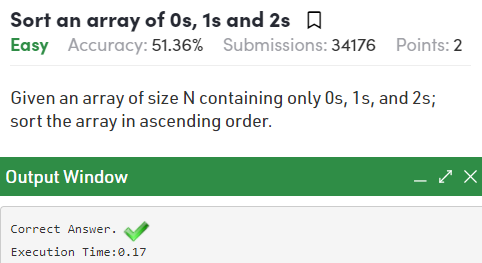 Sort an array of 0s, 1s and 2s
Easy Accuracy: 51.36% Submissions: 34176 Points: 2
Given an array of size N containing only 0s, 1s, and 2s;
sort the array in ascending order.
Output Window
Correct Answer.
Execution Time:0.17